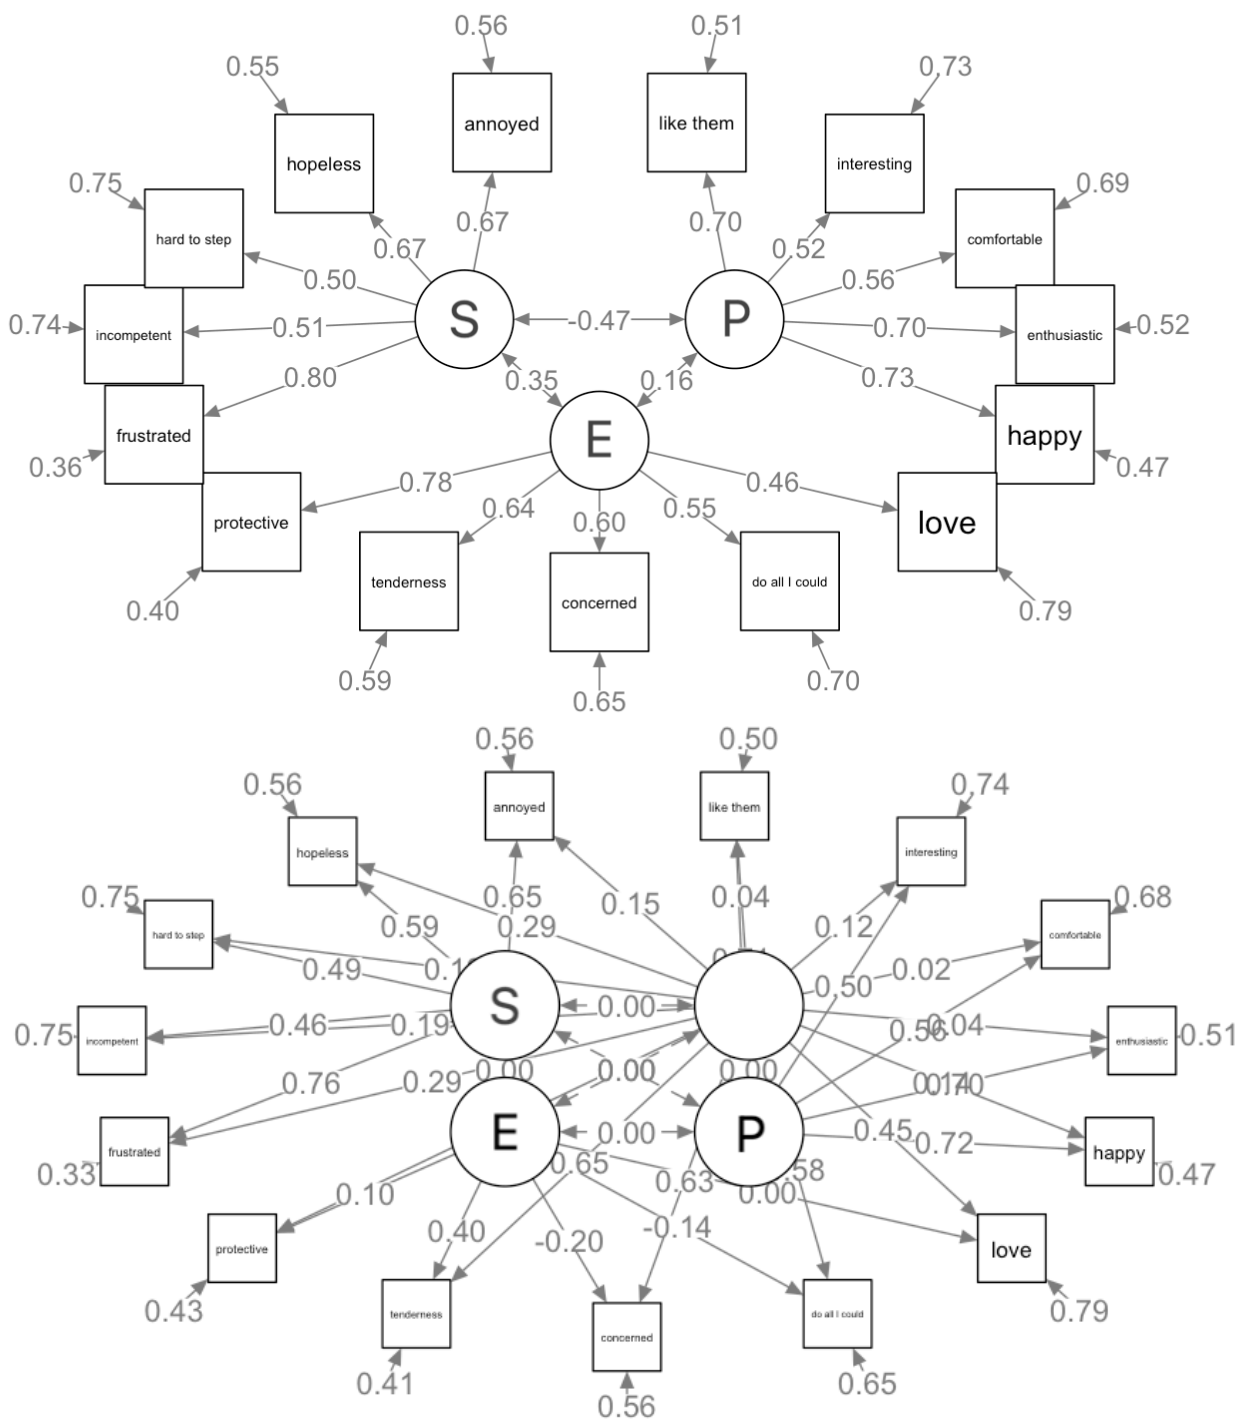 0.56
0.51
0.55
0.73
annoyed
like them
hopeless
interesting
0.75
0.69
0.67
0.70
hard to step
0.67
0.52
comfortable
0.50
0.56
S
P
0.74
incompetent
0.51
-0.47
0.70
enthusiastic
0.52
0.80
0.35
0.16
0.73
frustrated
E
happy
0.36
0.47
0.78
0.46
protective
0.64
0.60
0.55
love
tenderness
concerned
do all I could
0.40
0.79
0.59
0.65
0.70
0.56
0.50
0.56
0.74
annoyed
like them
hopeless
interesting
0.75
0.65
0.15
0.04
0.68
hard to step
0.59
0.29
0.12
comfortable
0.49
0.02
0.50
S
0.00
0.75
incompetent
0.46
0.19
0.56
0.04
enthusiastic
0.51
0.76
0.29
0.00
0.00
0.00
E
0.00
P
0.45
0.72
frustrated
happy
0.33
0.65
0.63
0.47
0.10
0.00
0.40
-0.20
-0.14
protective
love
0.43
tenderness
concerned
do all I could
0.79
0.41
0.56
0.65